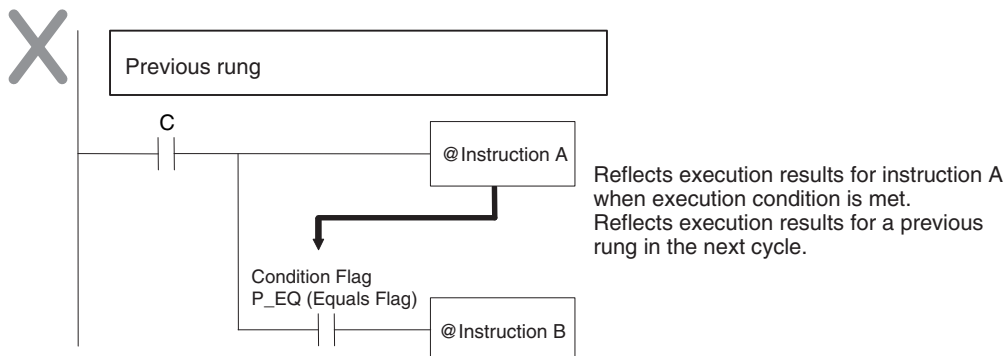 Previous rung
C
@Instruction A
Reflects execution results for instruction A
when execution condition is met.
Reflects execution results for a previous
rung in the next cycle.
Condition Flag
P_EQ (Equals Flag)
@Instruction B